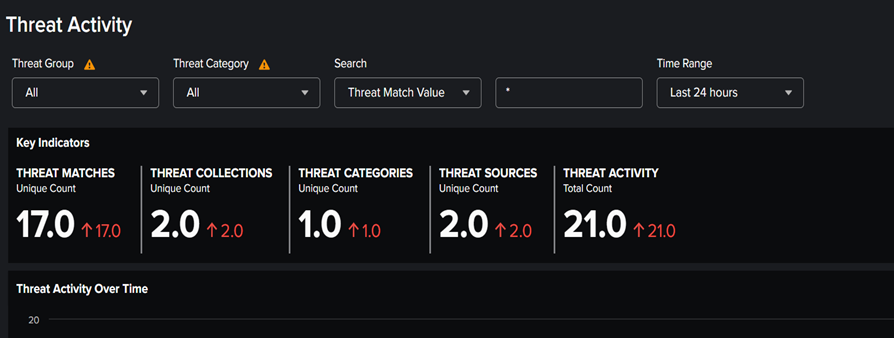 Threat Activity
Threat Group
Threat Category
Search
Time Range
All
All
Threat Match Value
*
Last 24 hours
Key Indicators
THREAT MATCHES
Unique Count
17.0 ↑17.0
THREAT COLLECTIONS
Unique Count
2.0 ↑2.0
THREAT CATEGORIES
Unique Count
1.0 ↑1.0
THREAT SOURCES
Unique Count
2.0 ↑2.0
THREAT ACTIVITY
Total Count
21.0 ↑21.0
Threat Activity Over Time
20